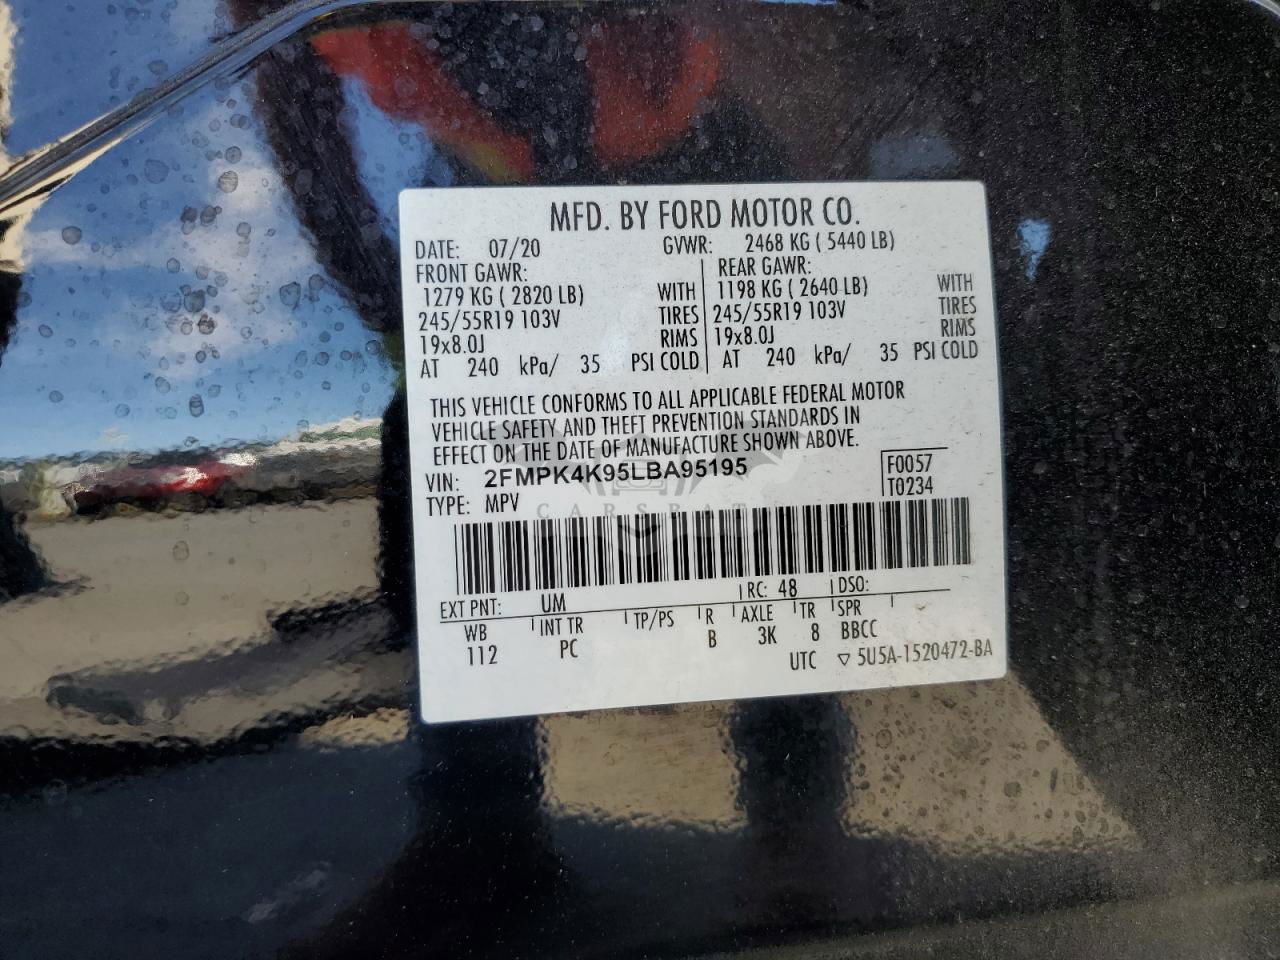 MFD. BY FORD MOTOR CO.
DATE: 07/20 GVWR: 2468 KG ( 5440 LB)
FRONT GAWR: REAR GAWR:
1279 KG ( 2820 LB) WITH 1198 KG ( 2640 LB) WITH
245/55R19 103V TIRES 245/55R19 103V TIRES
19x8.0J RIMS 19x8.0J RIMS
AT 240 kPa/ 35 PSI COLD AT 240 kPa/ 35 PSI COLD
THIS VEHICLE CONFORMS TO ALL APPLICABLE FEDERAL MOTOR
VEHICLE SAFETY AND THEFT PREVENTION STANDARDS IN
EFFECT ON THE DATE OF MANUFACTURE SHOWN ABOVE.
VIN: 2FMPK4K95LBA95195 F0057
TYPE: MPV T0234
CARSBAT
EXT PNT: UM RC: 48 DSO:
WB INT TR TP/PS R AXLE TR SPR
112 PC B 3K 8 BBCC
UTC ▽ 5U5A-1520472-BA